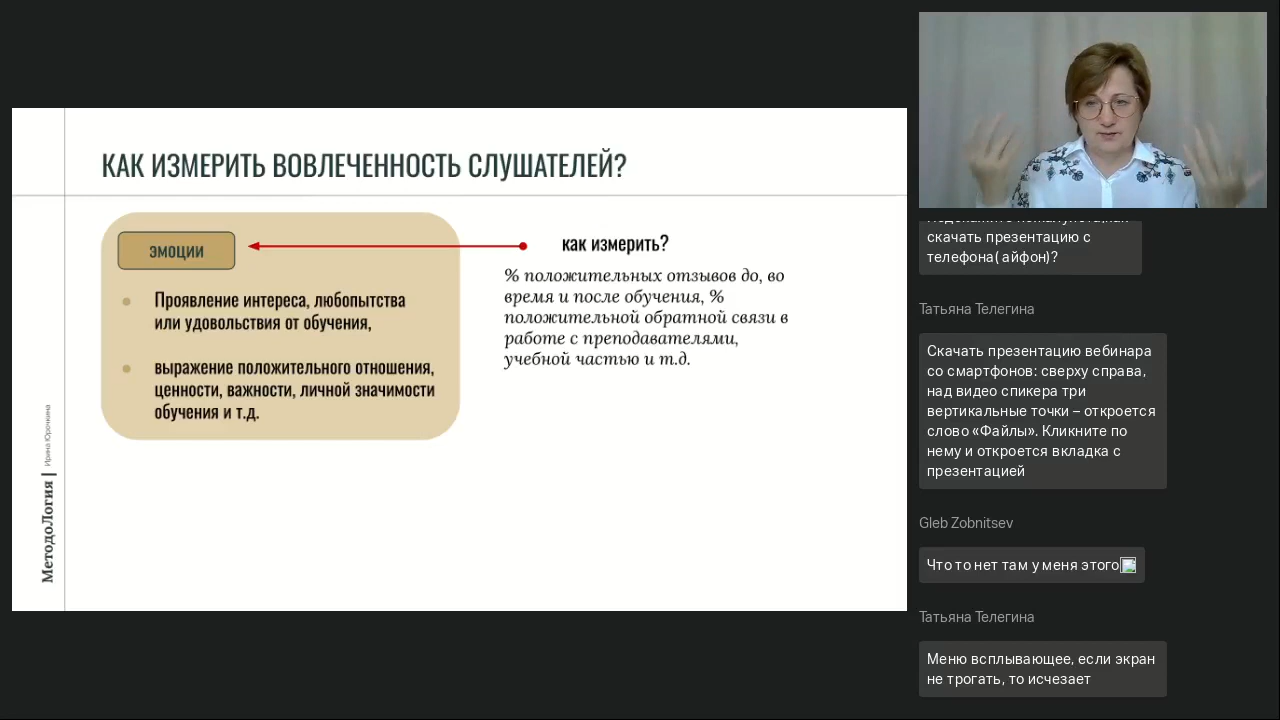 КАК ИЗМЕРИТЬ ВОВЛЕЧЕННОСТЬ СЛУШАТЕЛЕЙ?
эмоции
Проявление интереса, любопытства
или удовольствия от обучения,
выражение положительного отношения,
ценности, важности, личной значимости
обучения и т.д.
как измерить?
% положительных отзывов до, во
время и после обучения, %
положительной обратной связи в
работе с преподавателями,
учебной частью и т.д.
МетодоЛогия | Ирина Юрочкина
скачать презентацию с
телефона( айфон)?
Татьяна Телегина
Скачать презентацию вебинара
со смартфонов: сверху справа,
над видео спикера три
вертикальные точки – откроется
слово «Файлы». Кликните по
нему и откроется вкладка с
презентацией
Gleb Zobnitsev
Что то нет там у меня этого
Татьяна Телегина
Меню всплывающее, если экран
не трогать, то исчезает